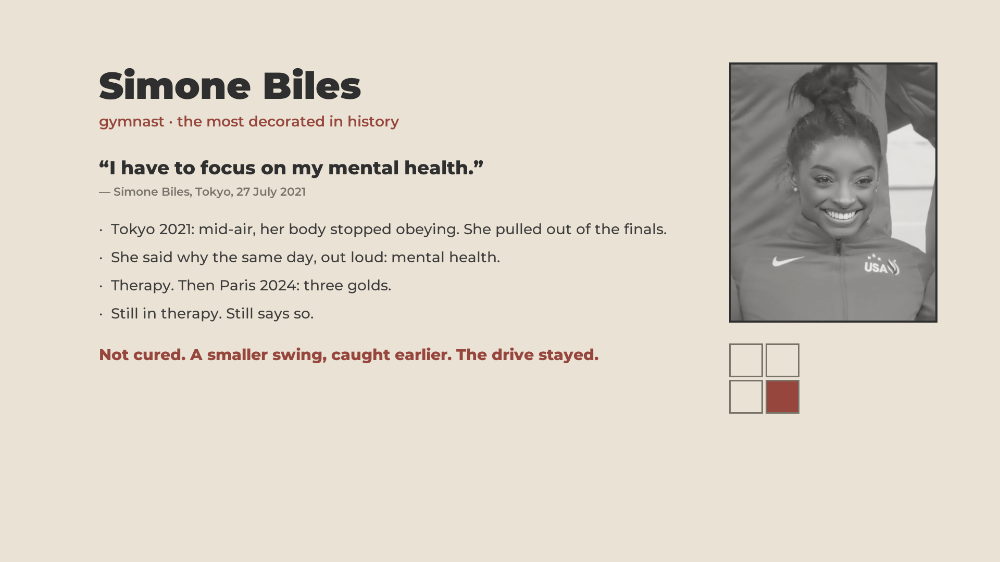 Simone Biles
gymnast · the most decorated in history
“I have to focus on my mental health.”
— Simone Biles, Tokyo, 27 July 2021
· Tokyo 2021: mid-air, her body stopped obeying. She pulled out of the finals.
· She said why the same day, out loud: mental health.
· Therapy. Then Paris 2024: three golds.
· Still in therapy. Still says so.
Not cured. A smaller swing, caught earlier. The drive stayed.
USA